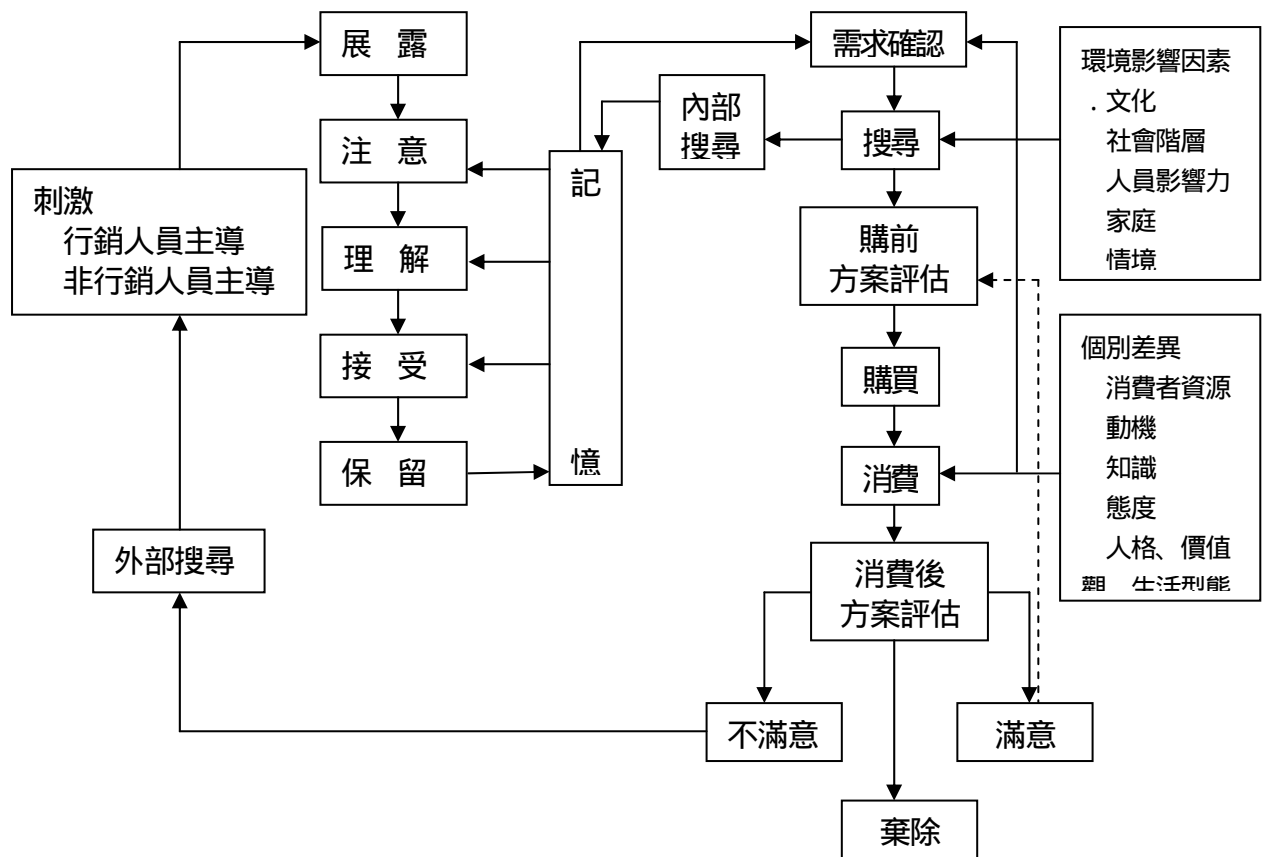 展 露
注 意
理 解
接 受
保 留
刺激
行銷人員主導
非行銷人員主導
外部搜尋
記
憶
內部
搜尋
需求確認
搜尋
購前
方案評估
購買
消費
消費後
方案評估
不滿意
滿意
棄除
環境影響因素
．文化
社會階層
人員影響力
家庭
情境
個別差異
消費者資源
動機
知識
態度
人格、價值
觀、生活型態